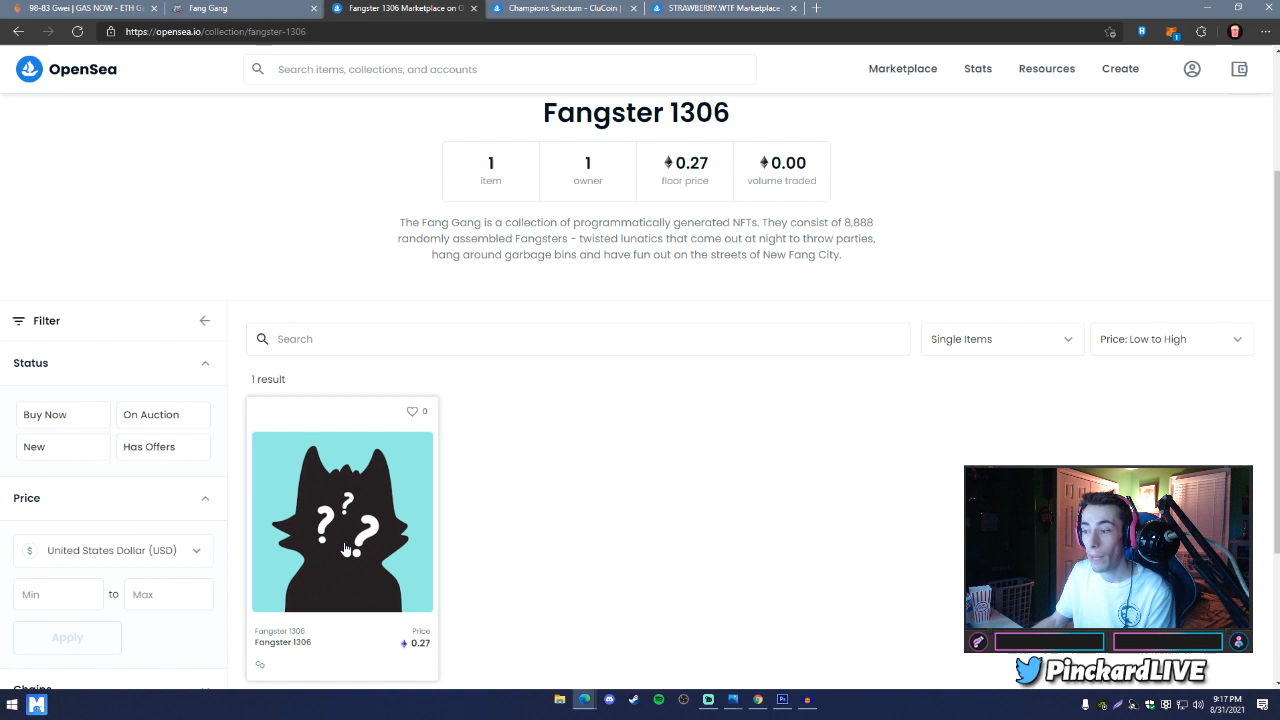 98-83 Gwei | GAS NOW - ETH G
Fang Gang
Fangster 1306 Marketplace on O
Champions Sanctum - CluCoin |
STRAWBERRY.WTF Marketplace
https://opensea.io/collection/fangster-1306
OpenSea
Search items, collections, and accounts
Marketplace Stats Resources Create
Fangster 1306
1 1 0.27 0.00
item owner floor price volume traded
The Fang Gang is a collection of programmatically generated NFTs. They consist of 8,888
randomly assembled Fangsters - twisted lunatics that come out at night to throw parties,
hang around garbage bins and have fun out on the streets of New Fang City.
Filter
Search
Single Items
Price: Low to High
Status
1 result
Buy Now On Auction
0
New Has Offers
Price
? ? ?
$ United States Dollar (USD)
Min to Max
Apply
Fangster 1306 Price
Fangster 1306 0.27
Chains
PinckardLIVE
9:17 PM
8/31/2021